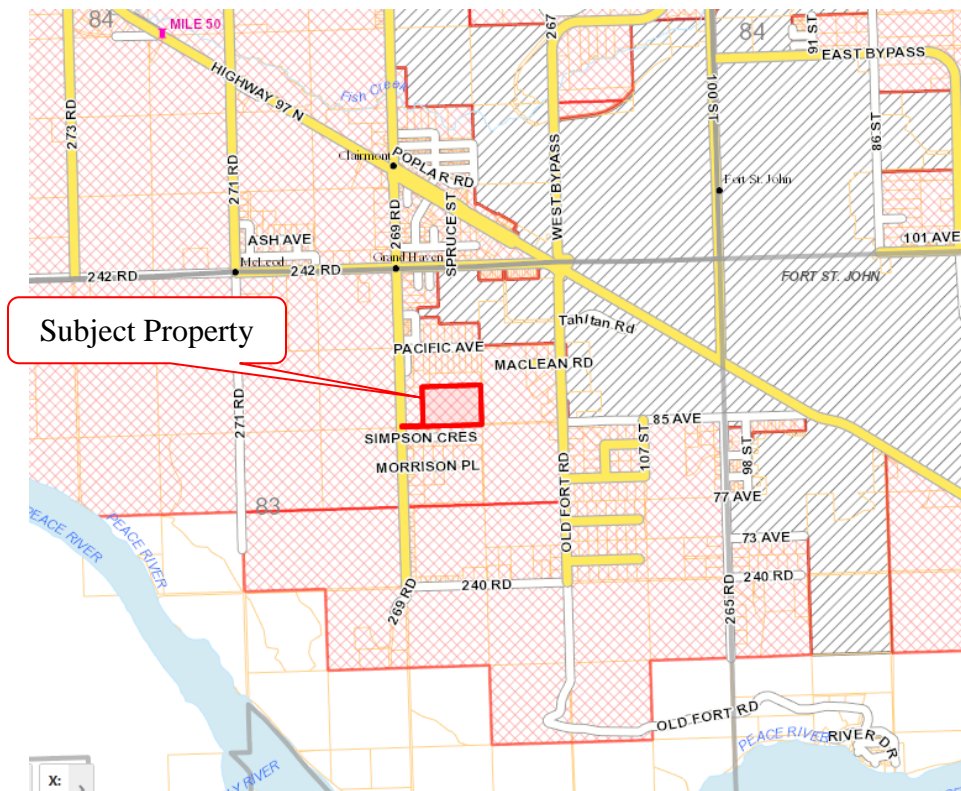 84
MILE 50
267
84
91 ST
EAST BYPASS
HIGHWAY 97 N
Fish Creek
100 ST
273 RD
271 RD
86 ST
Clairmont
POPLAR RD
WEST BYPASS
Fort St. John
269 RD
SPRUCE ST
ASH AVE
101 AVE
McLeod
Grand Haven
242 RD
242 RD
FORT ST. JOHN
Subject Property
Tahltan Rd
PACIFIC AVE
MACLEAN RD
271 RD
85 AVE
SIMPSON CRES
107 ST
98 ST
MORRISON PL
OLD FORT RD
77 AVE
83
PEACE RIVER
PEACE RIVER
73 AVE
240 RD
240 RD
269 RD
265 RD
OLD FORT RD
PEACE RIVER
RIVER DR
RIVER
X: